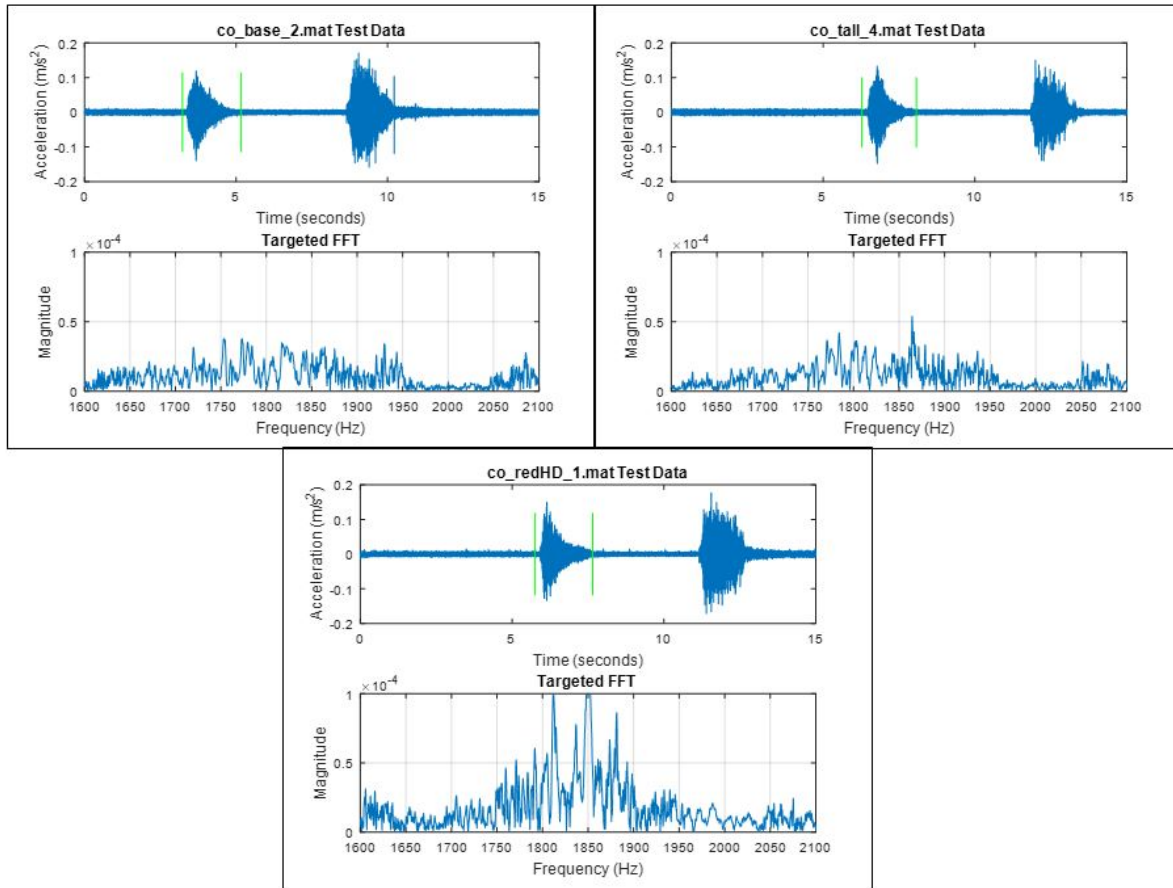 co_base_2.mat Test Data
0.2
0.1
0
-0.1
-0.2
Acceleration (m/s²)
0 5 10 15
Time (seconds)
Targeted FFT
×10⁻⁴
1
0.5
0
Magnitude
1600 1650 1700 1750 1800 1850 1900 1950 2000 2050 2100
Frequency (Hz)
co_tall_4.mat Test Data
0.2
0.1
0
-0.1
-0.2
Acceleration (m/s²)
0 5 10 15
Time (seconds)
Targeted FFT
×10⁻⁴
1
0.5
0
Magnitude
1600 1650 1700 1750 1800 1850 1900 1950 2000 2050 2100
Frequency (Hz)
co_redHD_1.mat Test Data
0.2
0.1
0
-0.1
-0.2
Acceleration (m/s²)
0 5 10 15
Time (seconds)
Targeted FFT
×10⁻⁴
1
0.5
0
Magnitude
1600 1650 1700 1750 1800 1850 1900 1950 2000 2050 2100
Frequency (Hz)